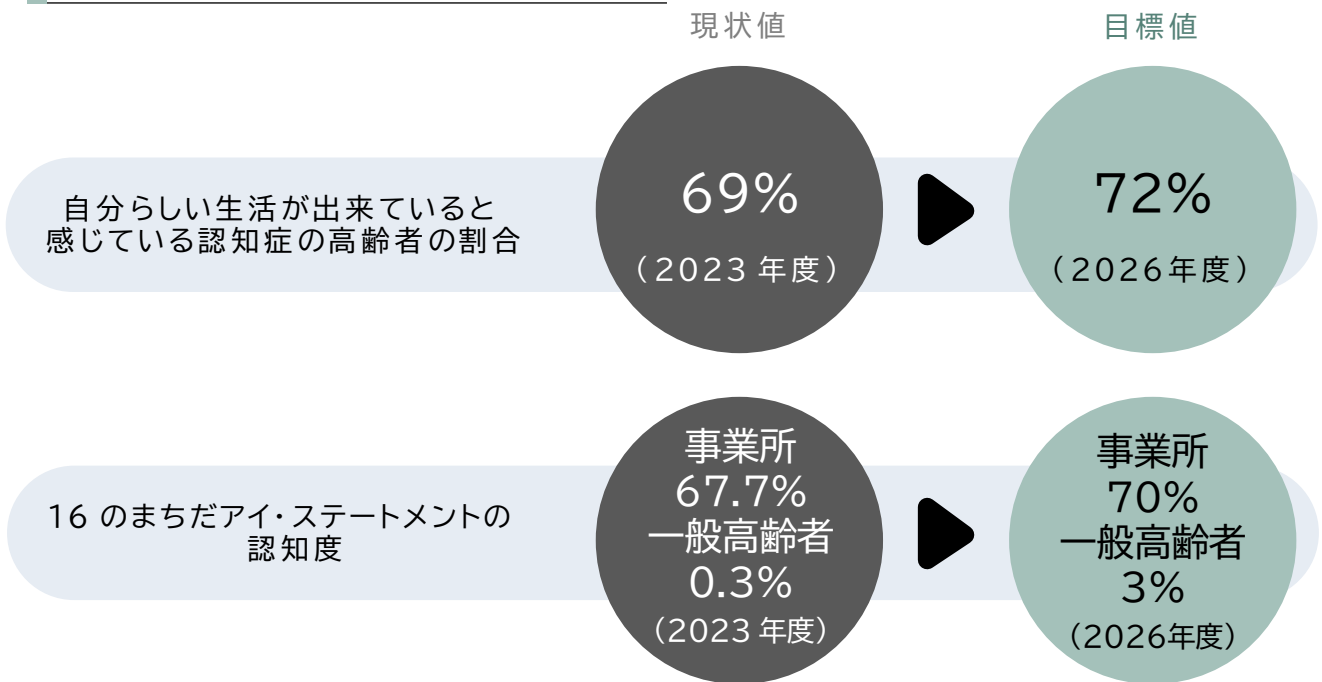 現状値
目標値
自分らしい生活が出来ていると
感じている認知症の高齢者の割合
69%
（2023 年度）
72%
（2026年度）
16 のまちだアイ・ステートメントの
認知度
事業所
67.7%
一般高齢者
0.3%
（2023 年度）
事業所
70%
一般高齢者
3%
（2026年度）